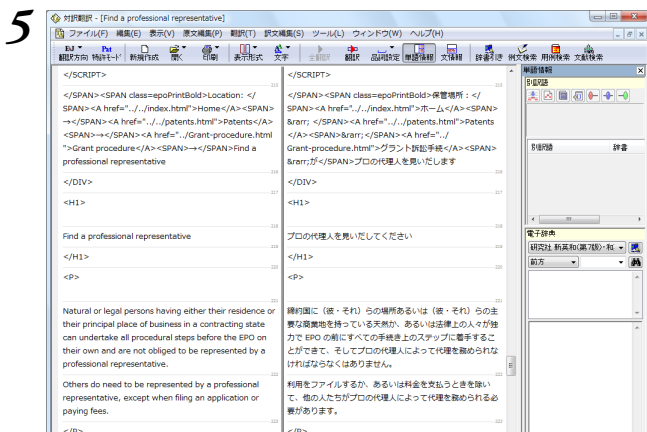 5
対訳翻訳 - [Find a professional representative]
ファイル(F) 編集(E) 表示(V) 原文編集(P) 翻訳(T) 訳文編集(S) ツール(L) ウィンドウ(W) ヘルプ(H)
EJ Pat
翻訳方向 特許モード 新規作成 開く 印刷 表示形式 文字 全翻訳 翻訳 品詞設定 単語情報 文情報 辞書引き 例文検索 用例検索 文献検索
</SCRIPT>
215
</SPAN><SPAN class=epoPrintBold>Location: </
SPAN><A href="../../index.html">Home</A><SPAN>
→</SPAN><A href="../../patents.html">Patents</A>
<SPAN>→</SPAN><A href="../Grant-procedure.html
">Grant procedure</A><SPAN>→</SPAN>Find a
professional representative
216
</DIV>
217
<H1>
218
Find a professional representative
219
</H1>
220
<P>
221
Natural or legal persons having either their residence or
their principal place of business in a contracting state
can undertake all procedural steps before the EPO on
their own and are not obliged to be represented by a
professional representative.
222
Others do need to be represented by a professional
representative, except when filing an application or
paying fees.
223
</P>
</SCRIPT>
215
</SPAN><SPAN class=epoPrintBold>保管場所：</
SPAN><A href="../../index.html">ホーム</A><SPAN>
&rarr; </SPAN><A href="../../patents.html">Patents
</A><SPAN>&rarr; </SPAN><A href="../
Grant-procedure.html">グラント訴訟手続</A><SPAN>
&rarr;が</SPAN>プロの代理人を見いだします
216
</DIV>
217
<H1>
218
プロの代理人を見いだしてください
219
</H1>
220
<P>
221
締約国に（彼・それ）らの場所あるいは（彼・それ）らの主
要な商業地を持っている天然か、あるいは法律上の人々が独
力で EPO の前にすべての手続き上のステップに着手するこ
とができて、そしてプロの代理人によって代理を務められな
ければならなくはありません。
222
利用をファイルするか、あるいは料金を支払うときを除い
て、他の人たちがプロの代理人によって代理を務められる必
要があります。
223
</P>
単語情報
別訳語
別訳語 辞書
電子辞典
研究社 新英和(第7版)・和
前方